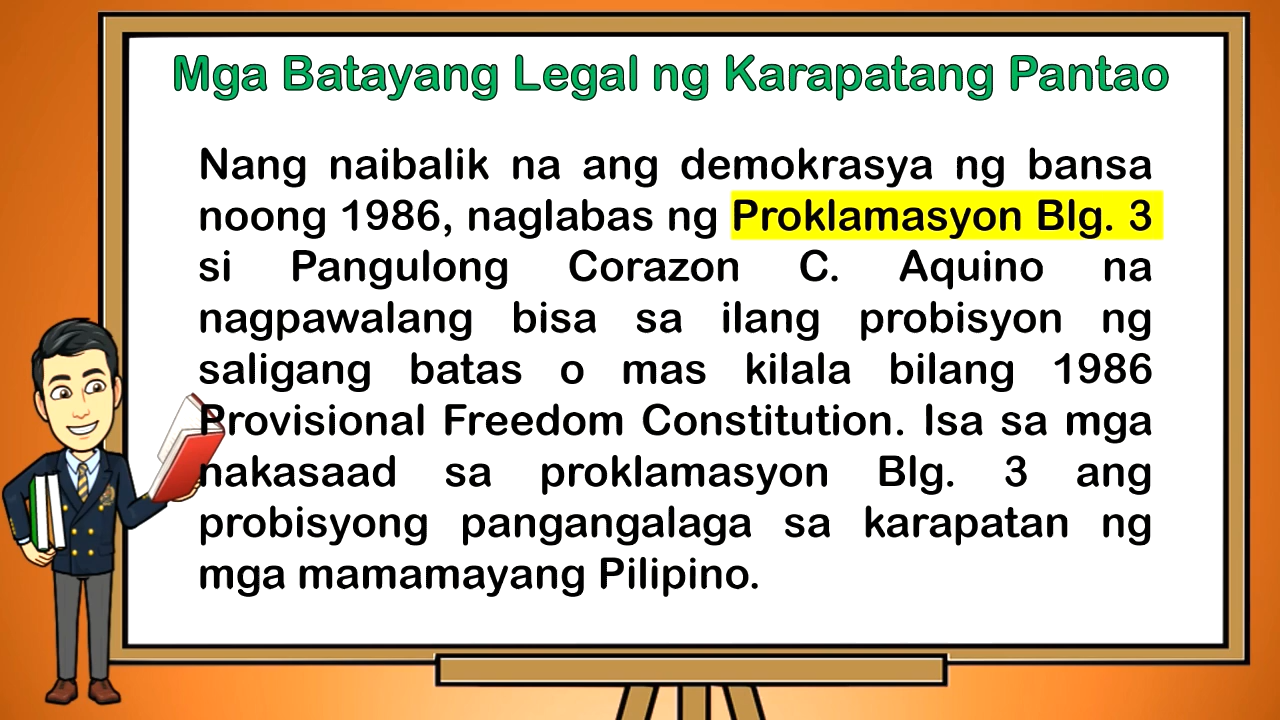 Mga Batayang Legal ng Karapatang Pantao
Nang naibalik na ang demokrasya ng bansa
noong 1986, naglabas ng Proklamasyon Blg. 3
si Pangulong Corazon C. Aquino na
nagpawalang bisa sa ilang probisyon ng
saligang batas o mas kilala bilang 1986
Provisional Freedom Constitution. Isa sa mga
nakasaad sa proklamasyon Blg. 3 ang
probisyong pangangalaga sa karapatan ng
mga mamamayang Pilipino.